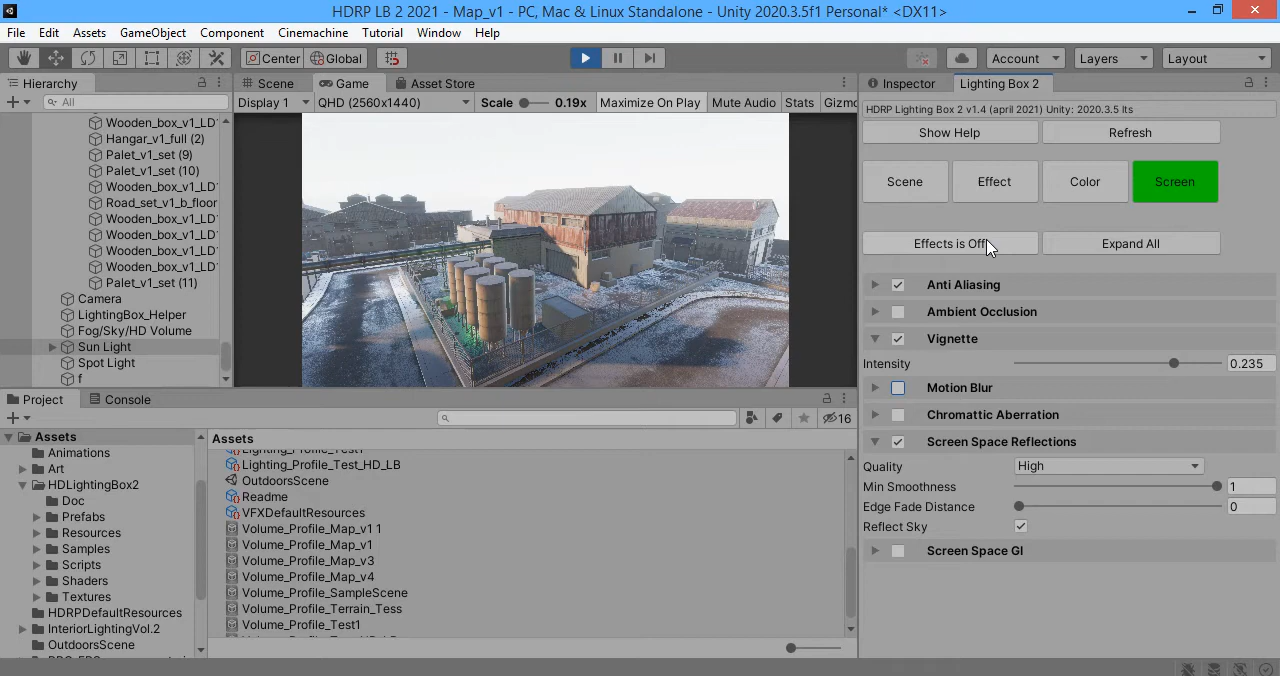 HDRP LB 2 2021 - Map_v1 - PC, Mac & Linux Standalone - Unity 2020.3.5f1 Personal* <DX11>
File Edit Assets GameObject Component Cinemachine Tutorial Window Help
Center Global Account Layers Layout
Hierarchy
All
Wooden_box_v1_LD
Hangar_v1_full (2)
Palet_v1_set (9)
Palet_v1_set (10)
Wooden_box_v1_LD
Road_set_v1_b_floor
Wooden_box_v1_LD
Wooden_box_v1_LD
Wooden_box_v1_LD
Wooden_box_v1_LD
Palet_v1_set (11)
Camera
LightingBox_Helper
Fog/Sky/HD Volume
Sun Light
Spot Light
f
Scene Game Asset Store
Display 1 QHD (2560x1440) Scale 0.19x Maximize On Play Mute Audio Stats Gizmo
Project Console
16
Assets
Animations
Art
HDLightingBox2
Doc
Prefabs
Resources
Samples
Scripts
Shaders
Textures
HDRPDefaultResources
InteriorLightingVol.2
OutdoorsScene
Assets
Lighting_Profile_Test1
Lighting_Profile_Test_HD_LB
OutdoorsScene
Readme
VFXDefaultResources
Volume_Profile_Map_v1 1
Volume_Profile_Map_v1
Volume_Profile_Map_v3
Volume_Profile_Map_v4
Volume_Profile_SampleScene
Volume_Profile_Terrain_Tess
Volume_Profile_Test1
Inspector Lighting Box 2
HDRP Lighting Box 2 v1.4 (april 2021) Unity: 2020.3.5 lts
Show Help Refresh
Scene Effect Color Screen
Effects is Off Expand All
Anti Aliasing
Ambient Occlusion
Vignette
Intensity 0.235
Motion Blur
Chromattic Aberration
Screen Space Reflections
Quality High
Min Smoothness 1
Edge Fade Distance 0
Reflect Sky
Screen Space GI